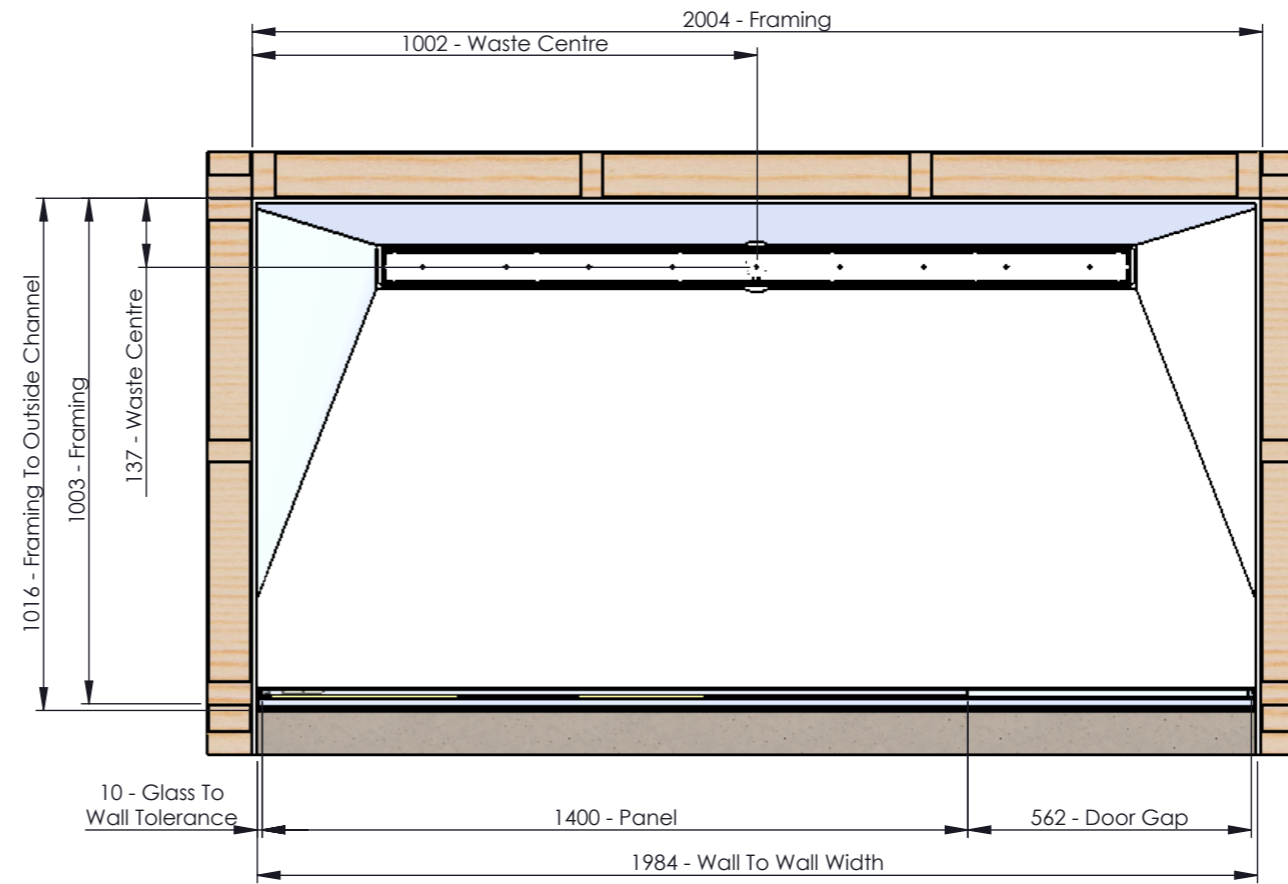 2004 - Framing
1002 - Waste Centre
1016 - Framing To Outside Channel
1003 - Framing
137 - Waste Centre
10 - Glass To
Wall Tolerance
1400 - Panel
562 - Door Gap
1984 - Wall To Wall Width